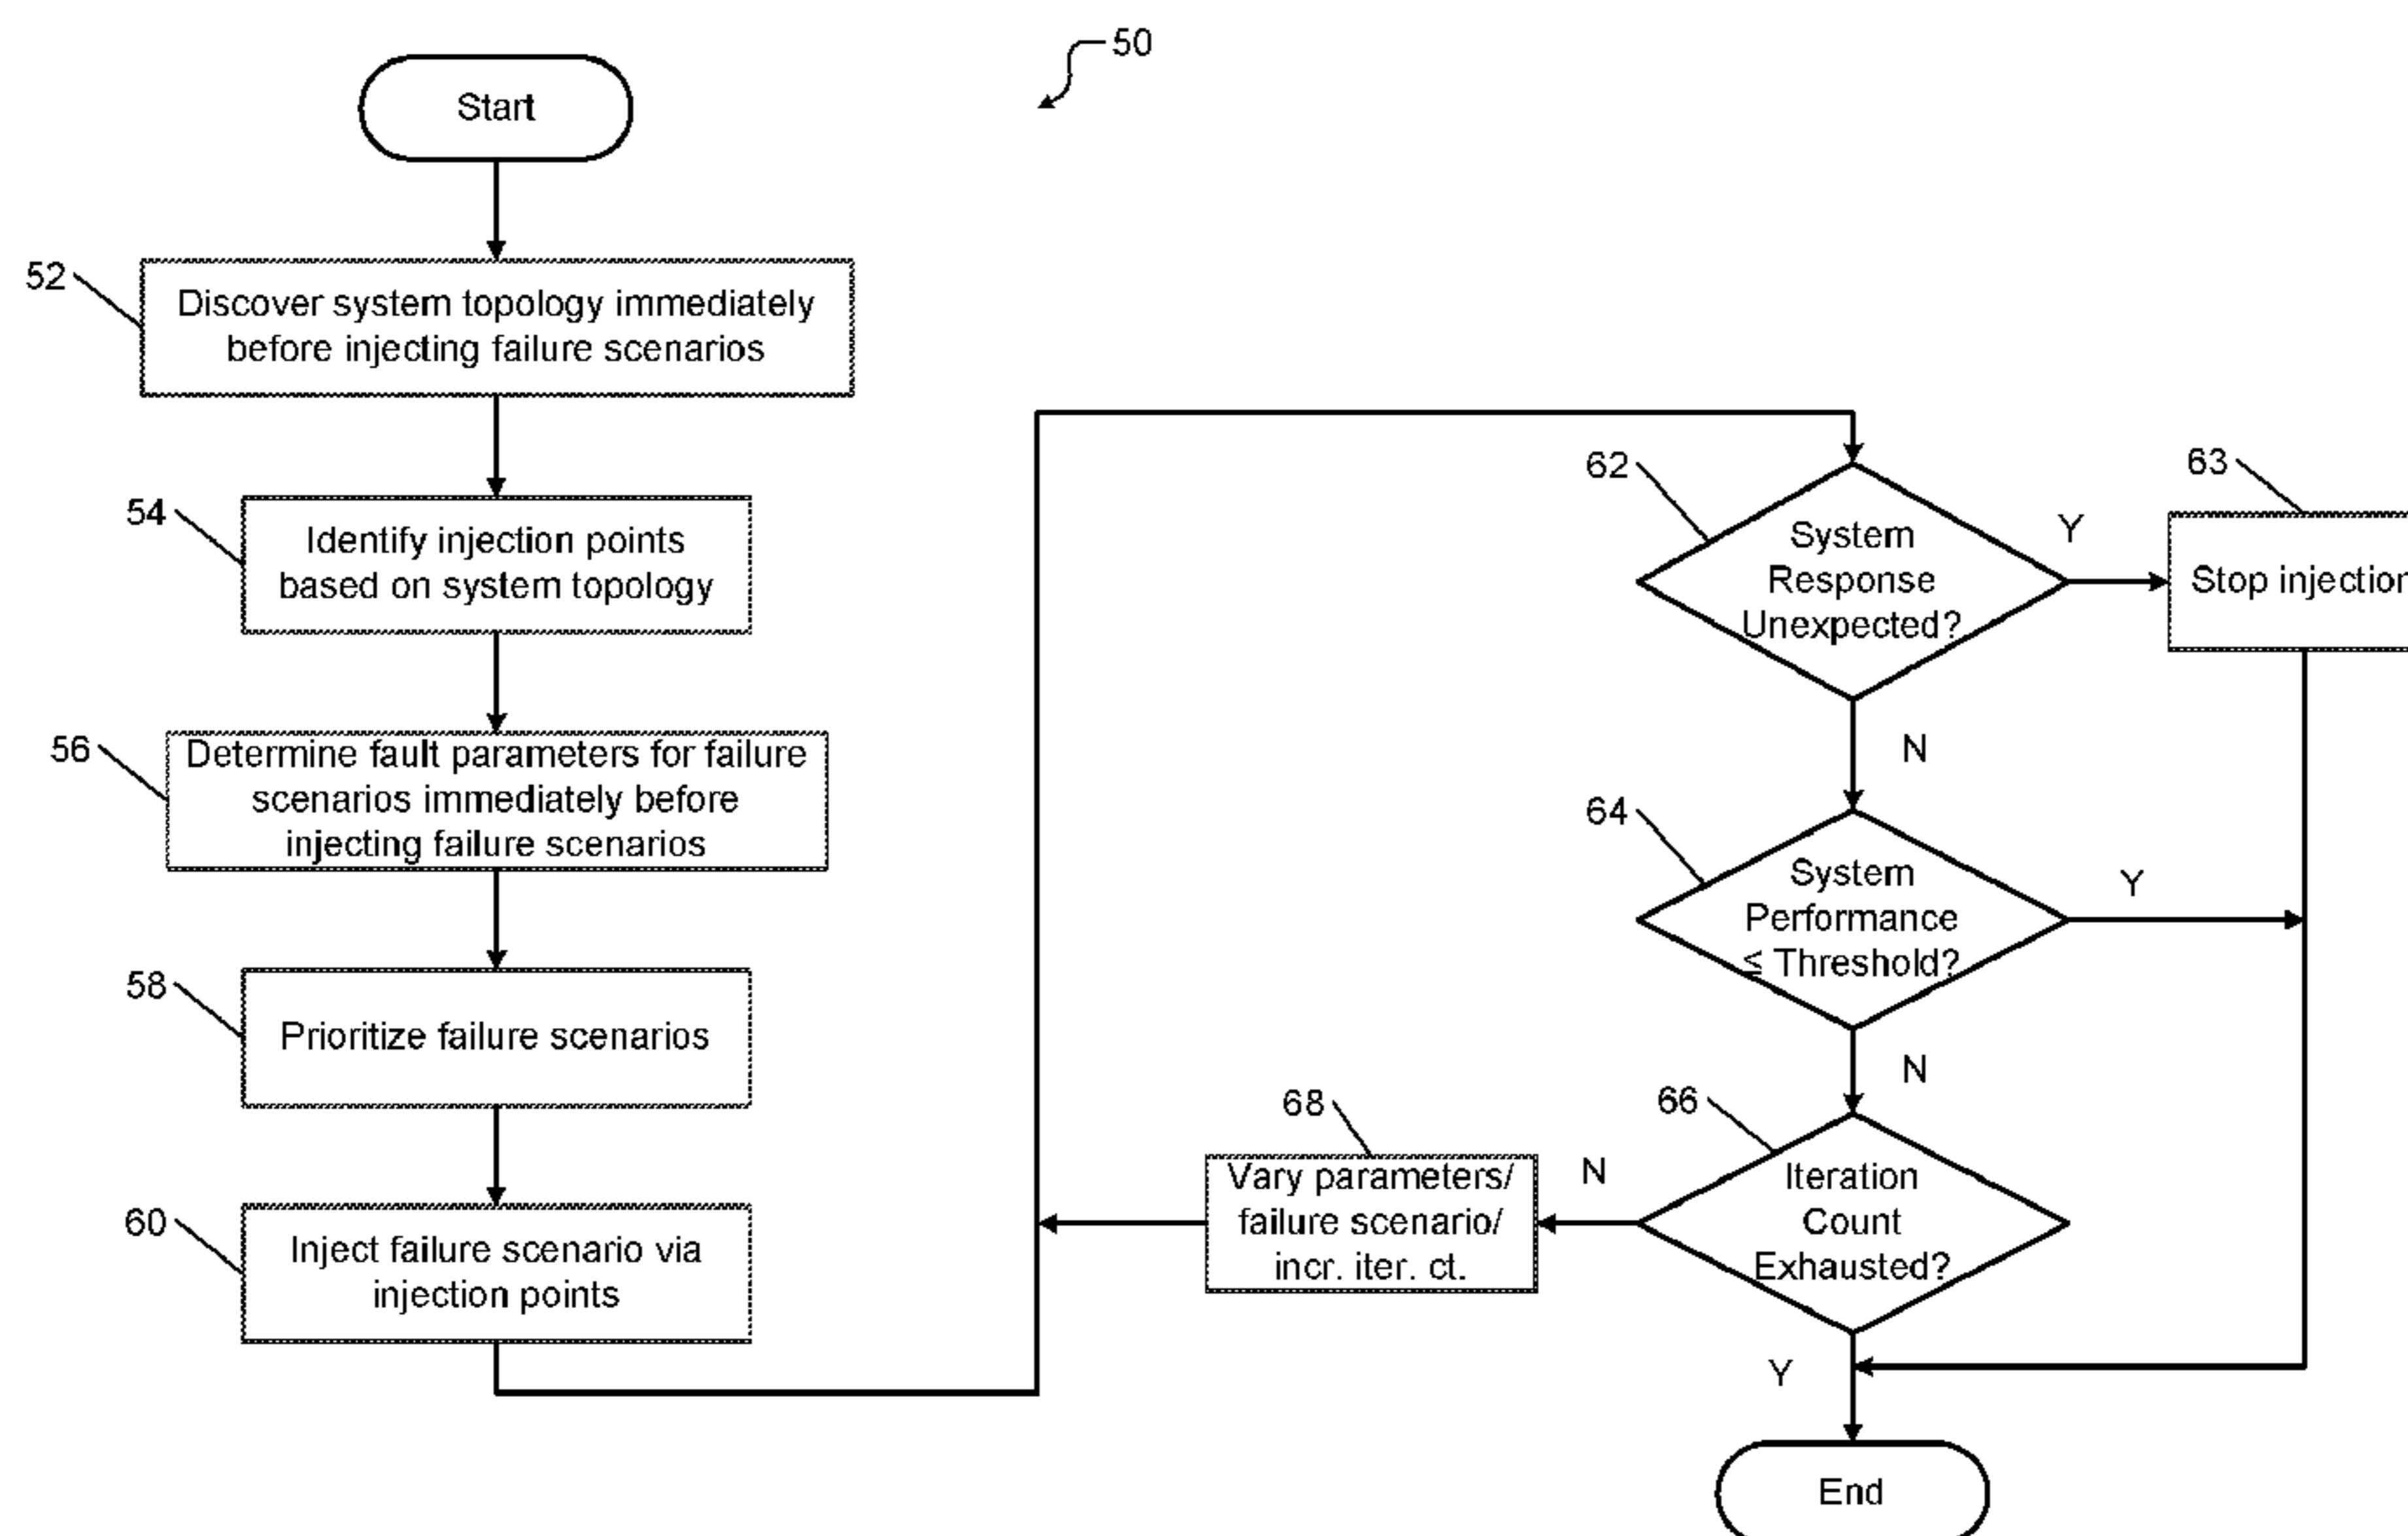 50
Start
52
Discover system topology immediately
before injecting failure scenarios
54
Identify injection points
based on system topology
56
Determine fault parameters for failure
scenarios immediately before
injecting failure scenarios
58
Prioritize failure scenarios
60
Inject failure scenario via
injection points
62
System
Response
Unexpected?
Y
63
Stop injection
N
64
System
Performance
≤ Threshold?
Y
N
66
Iteration
Count
Exhausted?
N
68
Vary parameters/
failure scenario/
incr. iter. ct.
Y
End